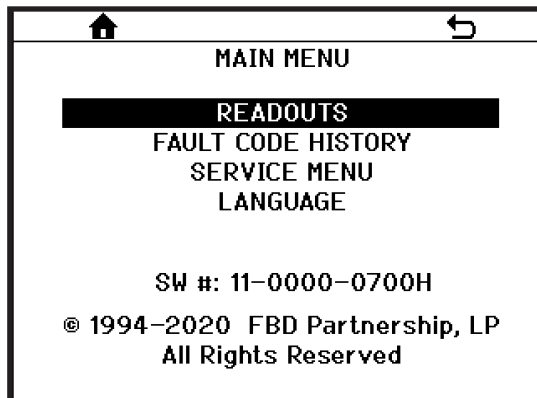 MAIN MENU
READOUTS
FAULT CODE HISTORY
SERVICE MENU
LANGUAGE
SW #: 11-0000-0700H
© 1994-2020 FBD Partnership, LP
All Rights Reserved